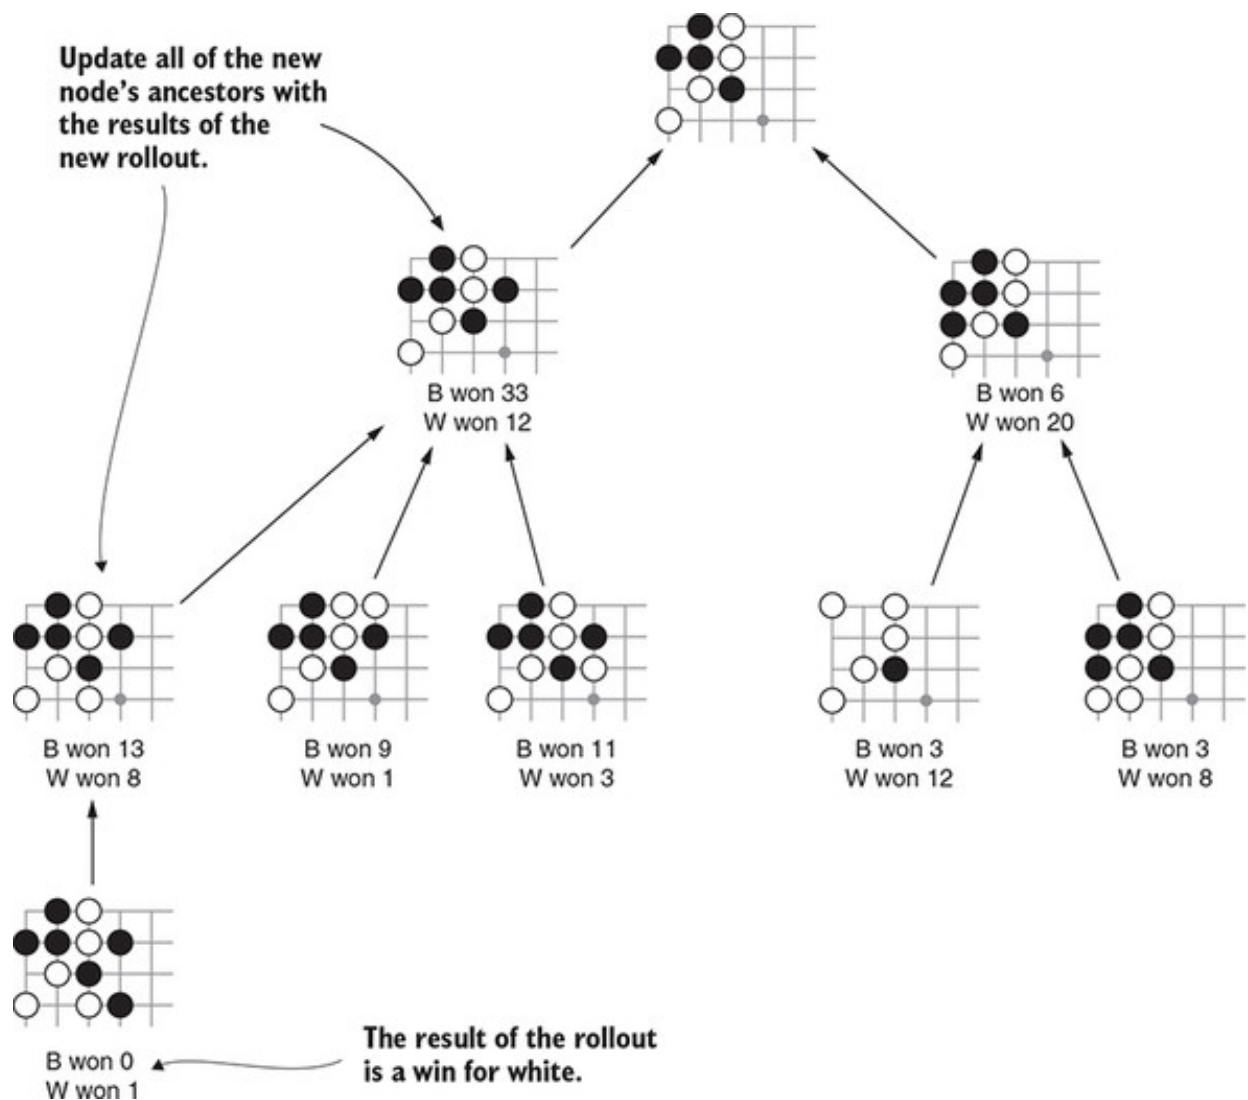 Update all of the new
node's ancestors with
the results of the
new rollout.
B won 33
W won 12
B won 6
W won 20
B won 13
W won 8
B won 9
W won 1
B won 11
W won 3
B won 3
W won 12
B won 3
W won 8
B won 0
W won 1
The result of the rollout
is a win for white.